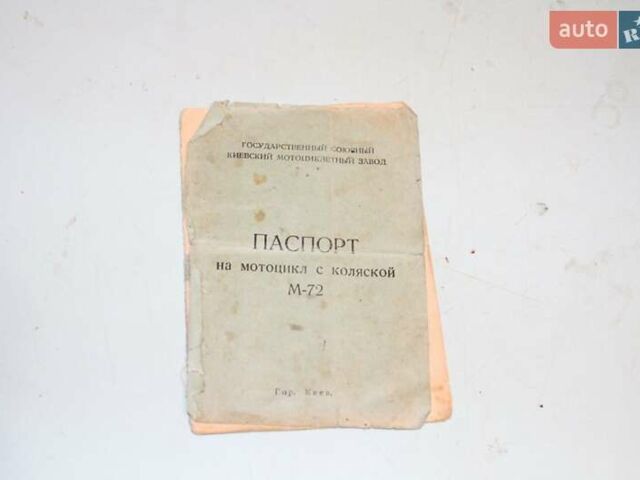 auto
R
ГОСУДАРСТВЕННЫЙ СОЮЗНЫЙ
КИЕВСКИЙ МОТОЦИКЛЕТНЫЙ ЗАВОД
ПАСПОРТ
на мотоцикл с коляской
М-72
Гор. Киев.